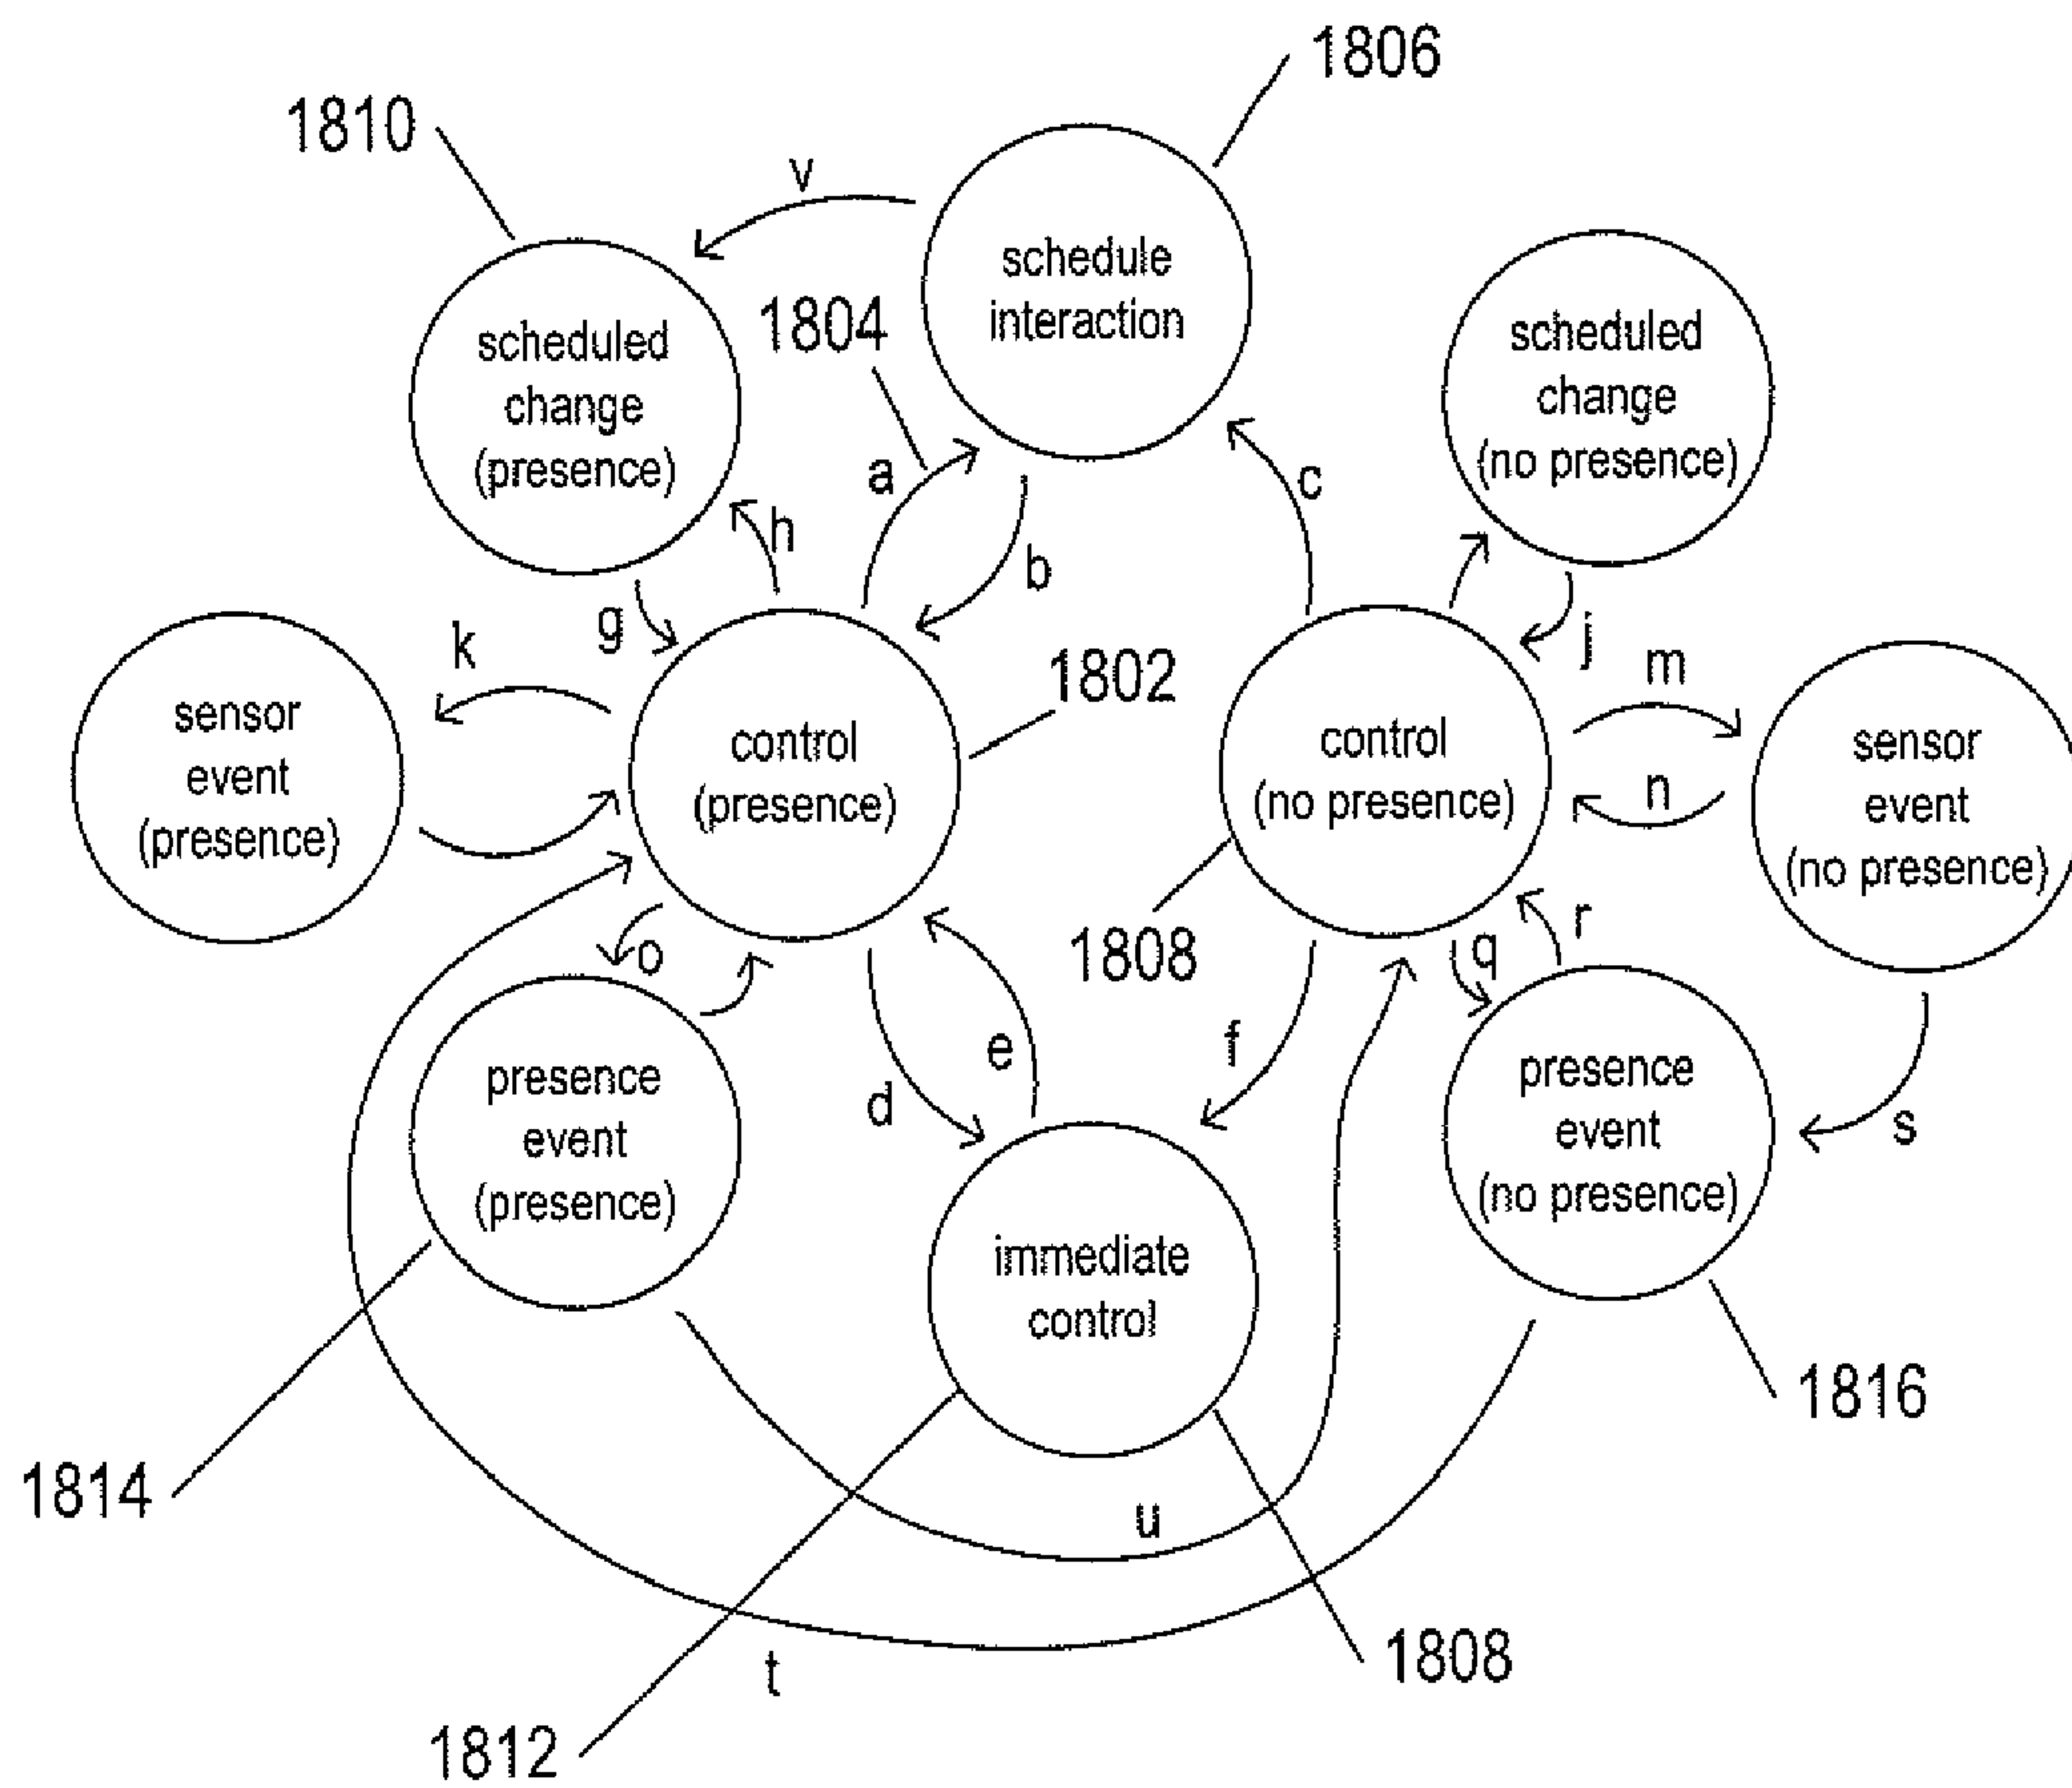 1806
1810
v
schedule
interaction
scheduled
change
(presence)
1804
scheduled
change
(no presence)
a
c
h
b
g
j
k
m
1802
sensor
event
(presence)
control
(presence)
control
(no presence)
n
sensor
event
(no presence)
o
1808
q
r
e
f
d
s
presence
event
(presence)
presence
event
(no presence)
immediate
control
1816
1814
u
t
1808
1812